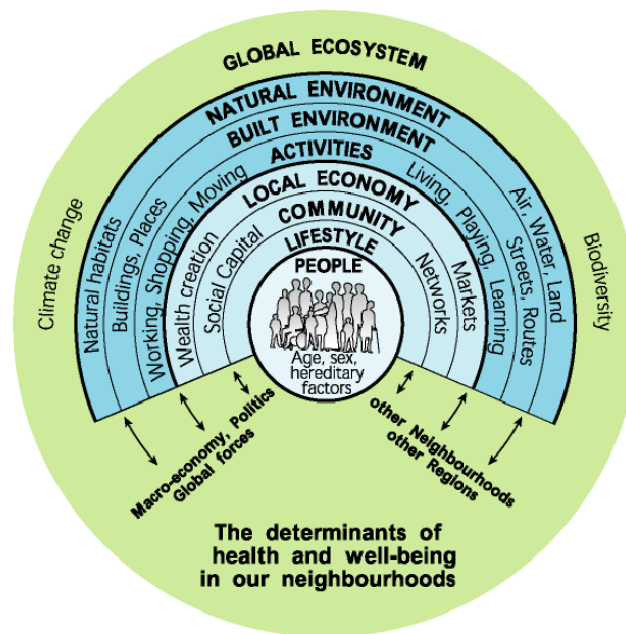 GLOBAL ECOSYSTEM
NATURAL ENVIRONMENT
BUILT ENVIRONMENT
ACTIVITIES
LOCAL ECONOMY
COMMUNITY
LIFESTYLE
PEOPLE
Age, sex,
hereditary
factors
Climate change
Natural habitats
Buildings, Places
Working, Shopping, Moving
Wealth creation
Social Capital
Networks
Markets
Living, Playing, Learning
Streets, Routes
Air, Water, Land
Biodiversity
Macro-economy, Politics
Global forces
other Neighbourhoods
other Regions
The determinants of
health and well-being
in our neighbourhoods